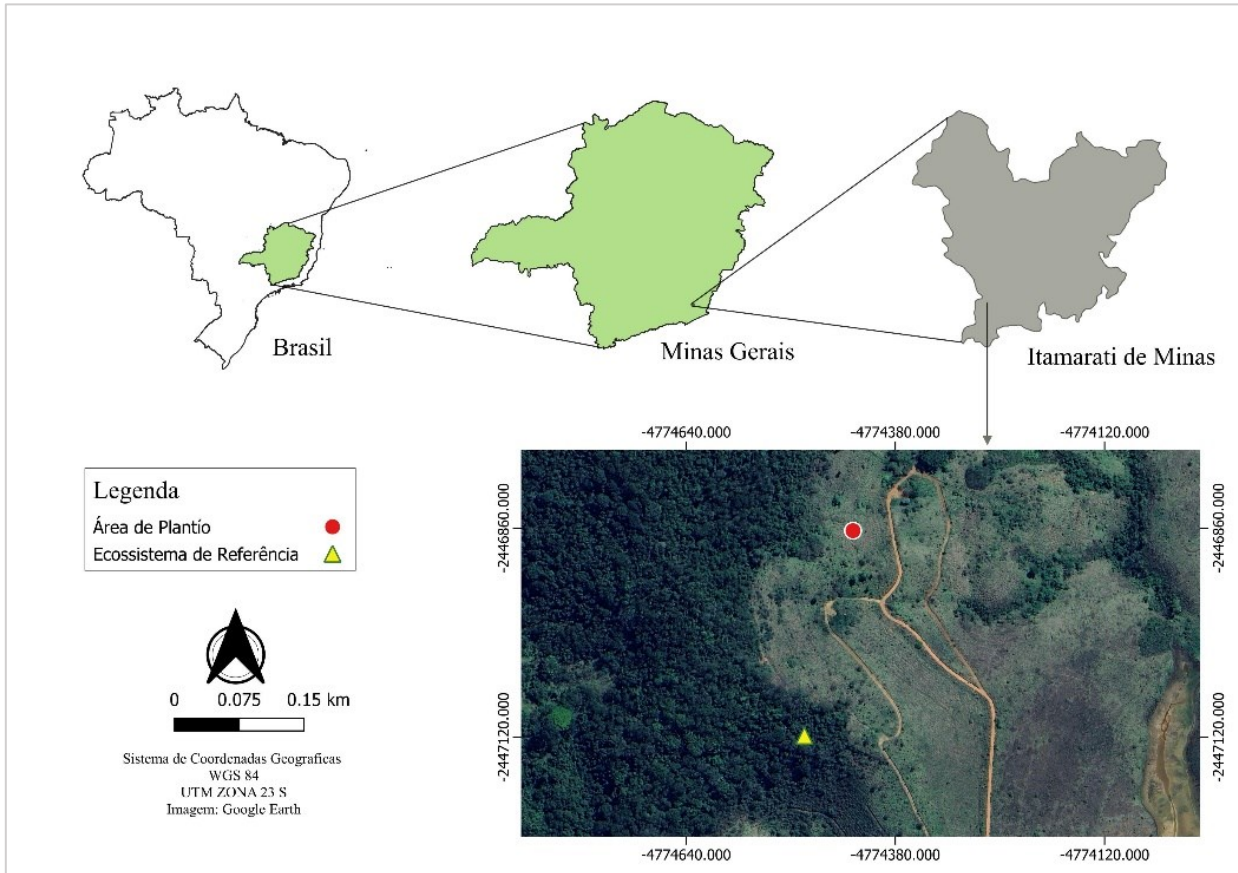 Brasil
Minas Gerais
Itamarati de Minas
-4774640.000
-4774380.000
-4774120.000
Legenda
Área de Plantio
Ecossistema de Referência
-2446860.000
-2446860.000
0
0.075
0.15 km
-2447120.000
-2447120.000
Sistema de Coordenadas Geograficas
WGS 84
UTM ZONA 23 S
Imagem: Google Earth
-4774640.000
-4774380.000
-4774120.000